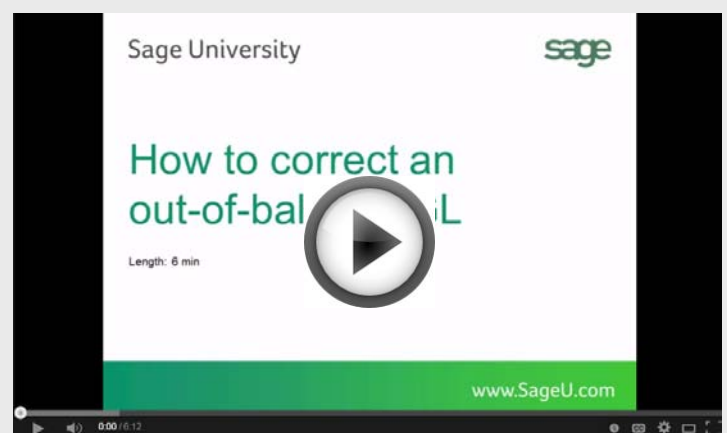 Sage University
sage
How to correct an
out-of-bal L
Length: 6 min
www.SageU.com
0:00 / 6:12
CC